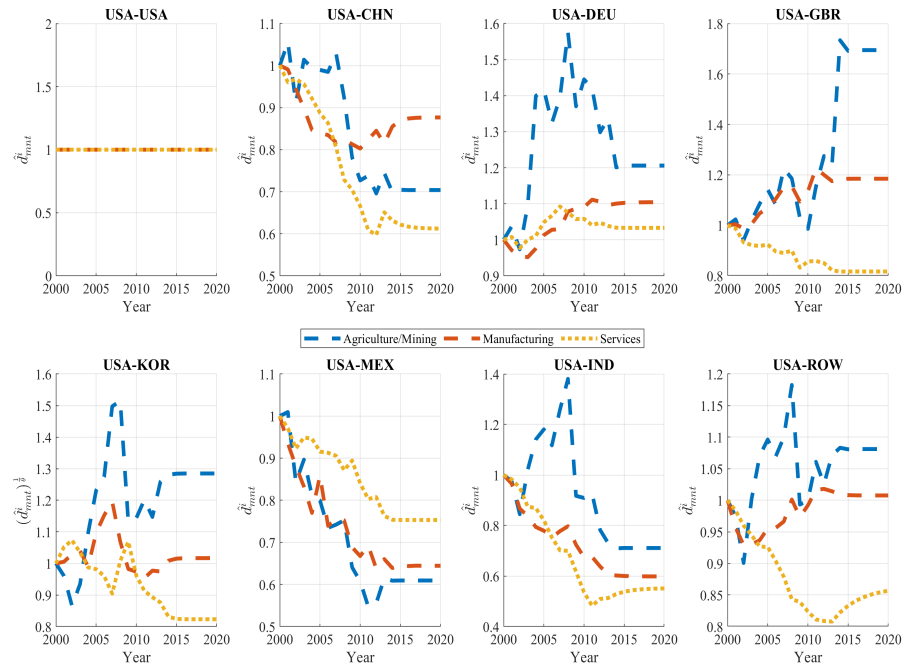 USA-USA
2
1.5
1
0.5
0
2000 2005 2010 2015 2020
Year
d̂ⁱₘₙₜ
USA-CHN
1.1
1
0.9
0.8
0.7
0.6
0.5
2000 2005 2010 2015 2020
Year
d̂ⁱₘₙₜ
USA-DEU
1.6
1.5
1.4
1.3
1.2
1.1
1
0.9
2000 2005 2010 2015 2020
Year
d̂ⁱₘₙₜ
USA-GBR
1.8
1.6
1.4
1.2
1
0.8
2000 2005 2010 2015 2020
Year
d̂ⁱₘₙₜ
Agriculture/Mining Manufacturing Services
USA-KOR
1.6
1.5
1.4
1.3
1.2
1.1
1
0.9
0.8
2000 2005 2010 2015 2020
Year
(d̂ⁱₘₙₜ)^(1/θ)
USA-MEX
1.1
1
0.9
0.8
0.7
0.6
0.5
2000 2005 2010 2015 2020
Year
d̂ⁱₘₙₜ
USA-IND
1.4
1.2
1
0.8
0.6
0.4
2000 2005 2010 2015 2020
Year
d̂ⁱₘₙₜ
USA-ROW
1.2
1.15
1.1
1.05
1
0.95
0.9
0.85
0.8
2000 2005 2010 2015 2020
Year
d̂ⁱₘₙₜ